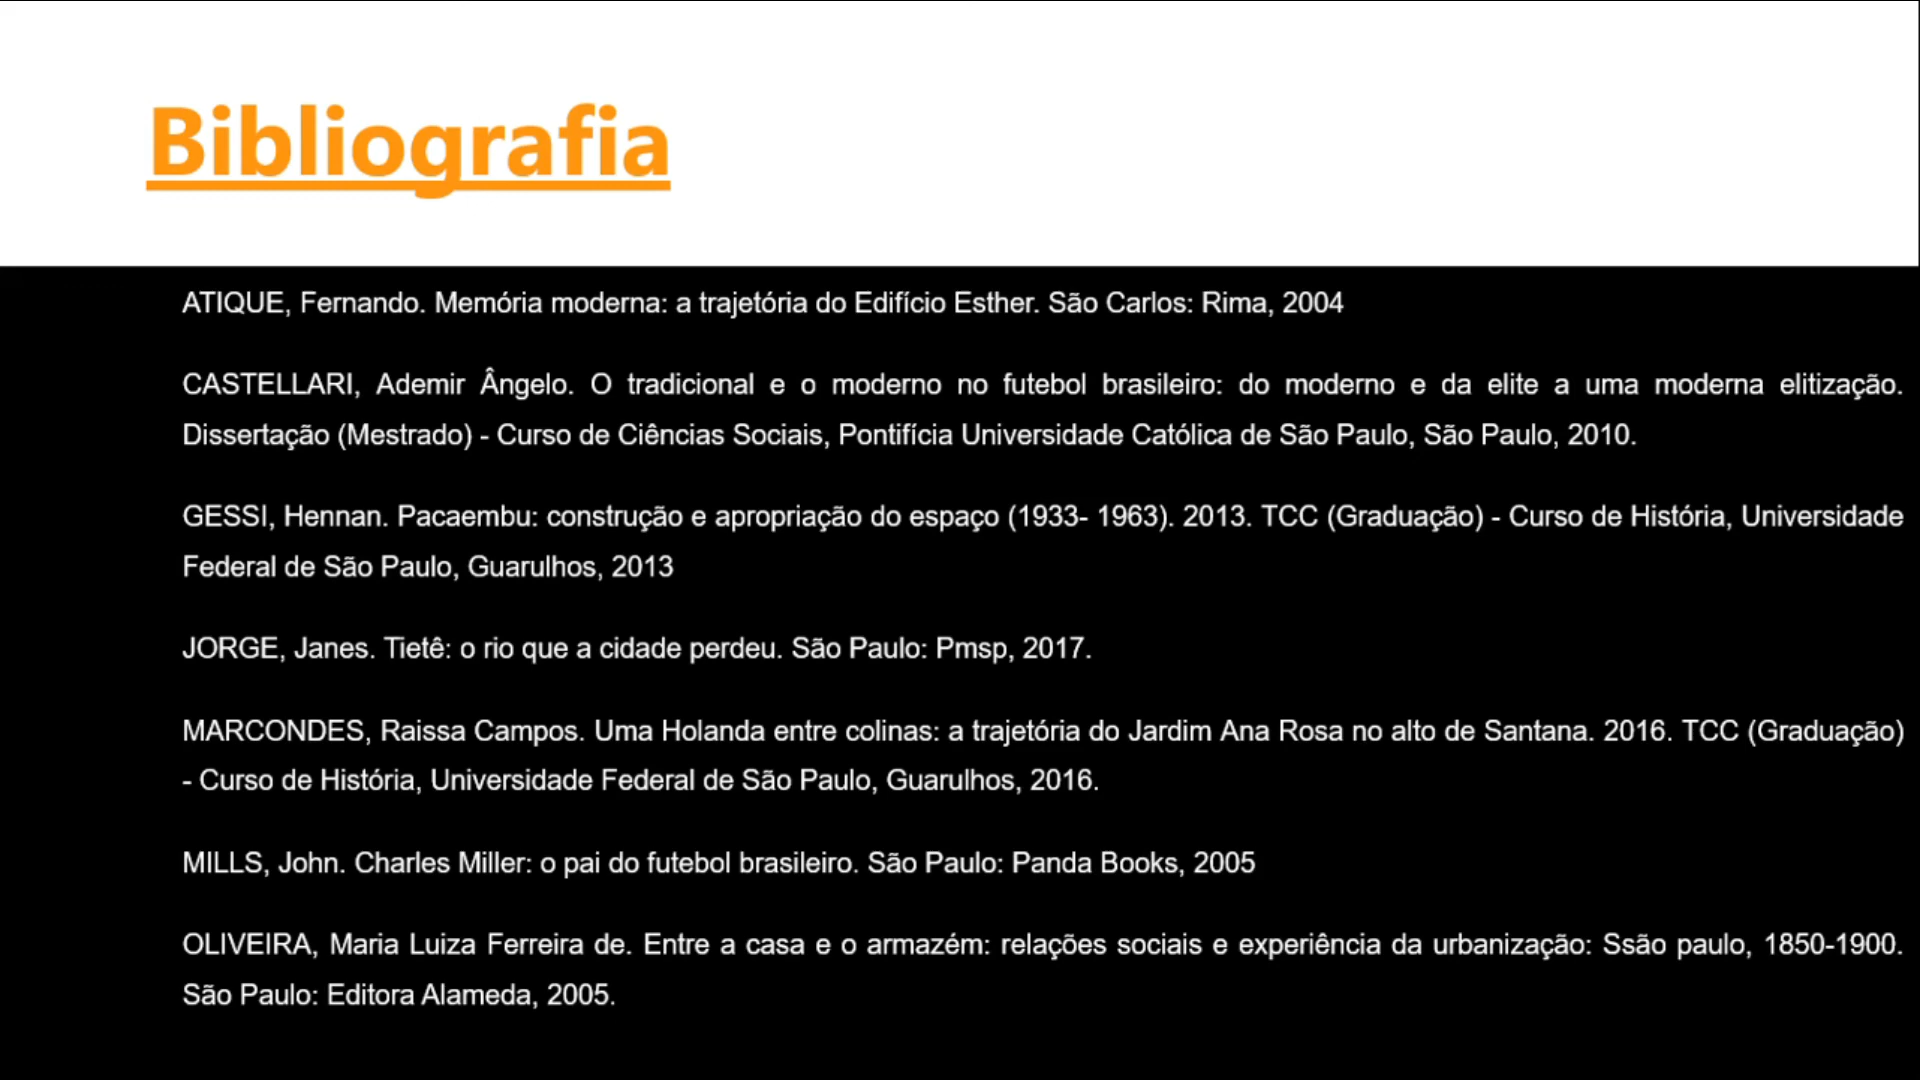 Bibliografia
ATIQUE, Fernando. Memória moderna: a trajetória do Edifício Esther. São Carlos: Rima, 2004
CASTELLARI, Ademir Ângelo. O tradicional e o moderno no futebol brasileiro: do moderno e da elite a uma moderna elitização.
Dissertação (Mestrado) - Curso de Ciências Sociais, Pontifícia Universidade Católica de São Paulo, São Paulo, 2010.
GESSI, Hennan. Pacaembu: construção e apropriação do espaço (1933- 1963). 2013. TCC (Graduação) - Curso de História, Universidade
Federal de São Paulo, Guarulhos, 2013
JORGE, Janes. Tietê: o rio que a cidade perdeu. São Paulo: Pmsp, 2017.
MARCONDES, Raissa Campos. Uma Holanda entre colinas: a trajetória do Jardim Ana Rosa no alto de Santana. 2016. TCC (Graduação)
- Curso de História, Universidade Federal de São Paulo, Guarulhos, 2016.
MILLS, John. Charles Miller: o pai do futebol brasileiro. São Paulo: Panda Books, 2005
OLIVEIRA, Maria Luiza Ferreira de. Entre a casa e o armazém: relações sociais e experiência da urbanização: Ssão paulo, 1850-1900.
São Paulo: Editora Alameda, 2005.